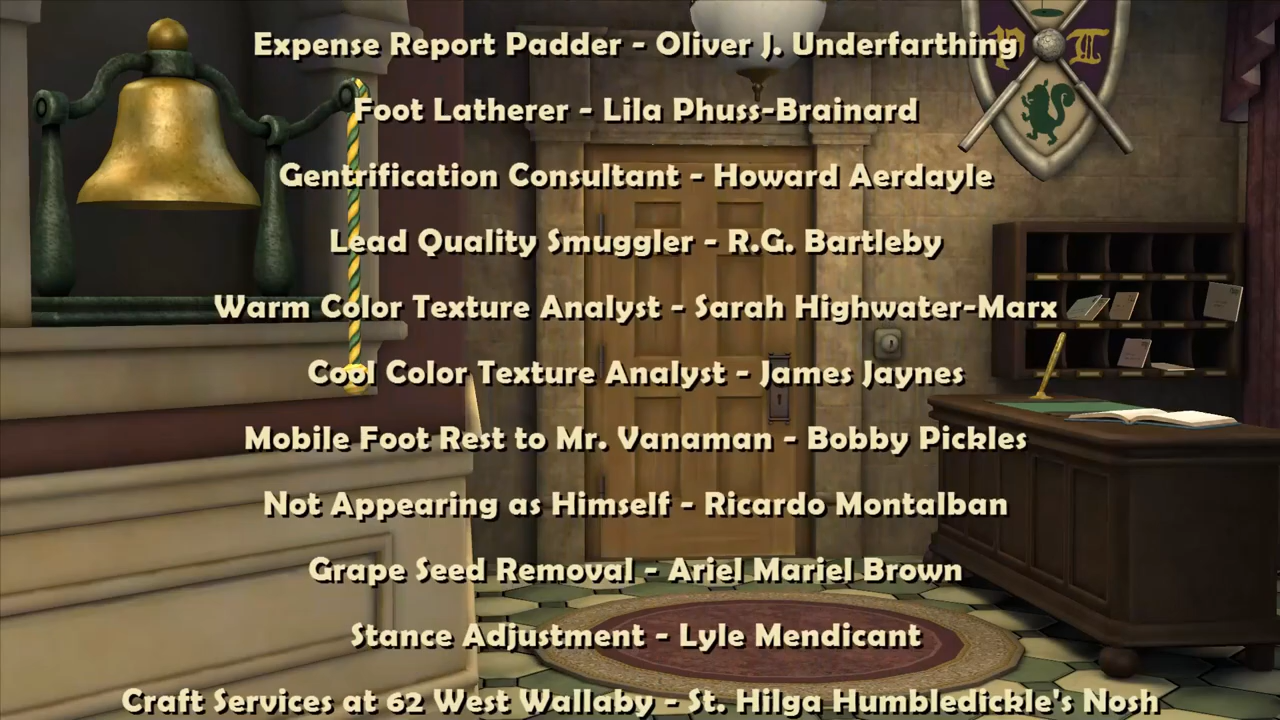 Expense Report Padder - Oliver J. Underfarthing
Foot Latherer - Lila Phuss-Brainard
Gentrification Consultant - Howard Aerdayle
Lead Quality Smuggler - R.G. Bartleby
Warm Color Texture Analyst - Sarah Highwater-Marx
Cool Color Texture Analyst - James Jaynes
Mobile Foot Rest to Mr. Vanaman - Bobby Pickles
Not Appearing as Himself - Ricardo Montalban
Grape Seed Removal - Ariel Mariel Brown
Stance Adjustment - Lyle Mendicant
Craft Services at 62 West Wallaby - St. Hilga Humbledickle's Nosh